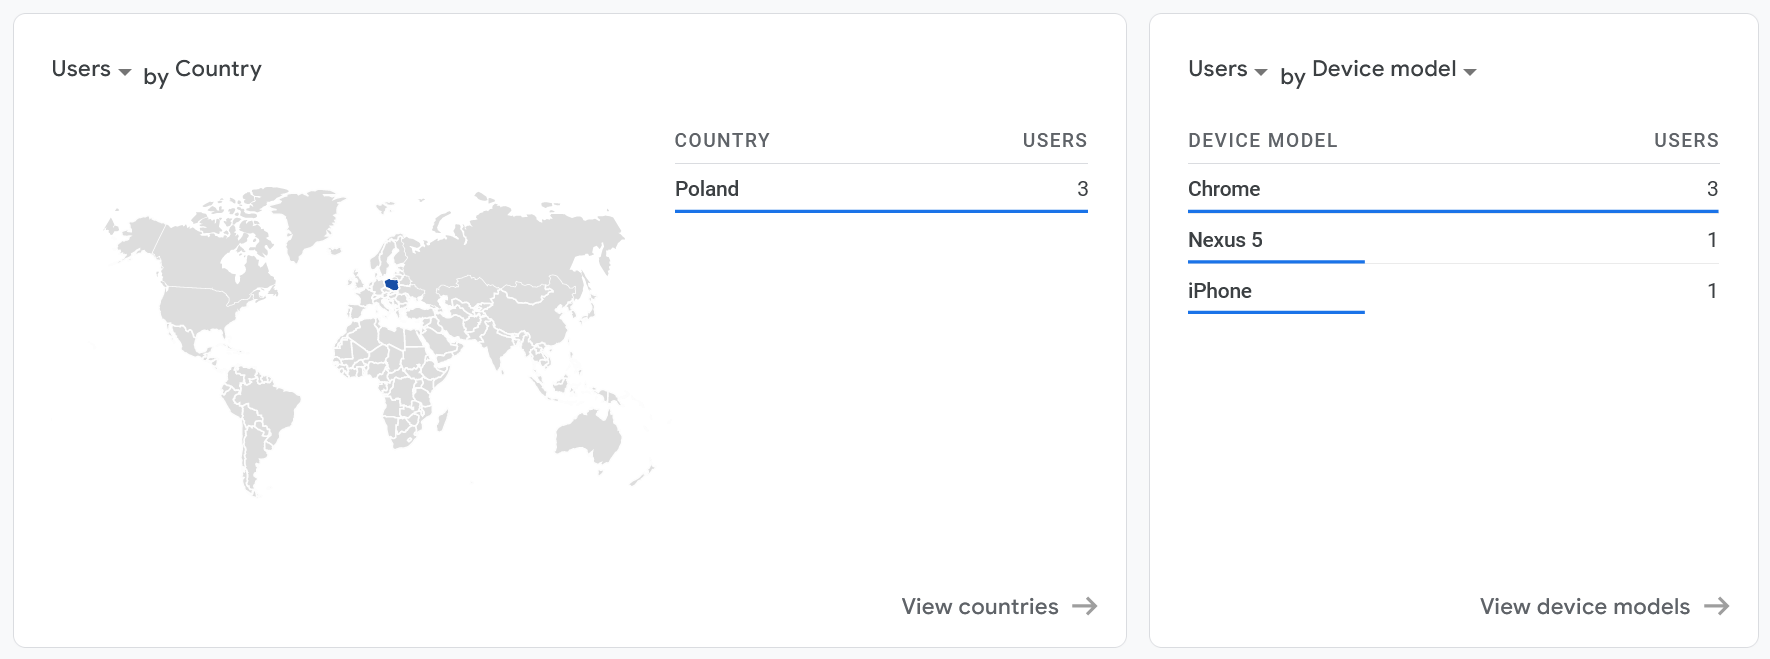 Users by Country
COUNTRY USERS
Poland 3
View countries
Users by Device model
DEVICE MODEL USERS
Chrome 3
Nexus 5 1
iPhone 1
View device models